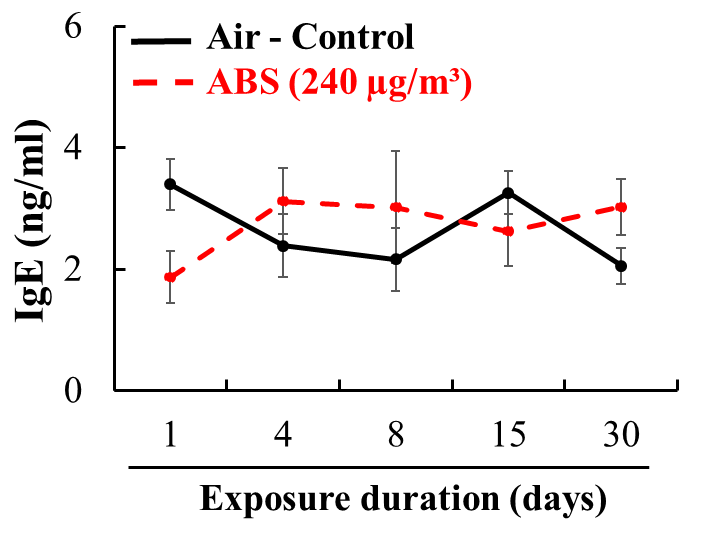 6
Air - Control
ABS (240 µg/m³)
4
IgE (ng/ml)
2
0
1 4 8 15 30
Exposure duration (days)